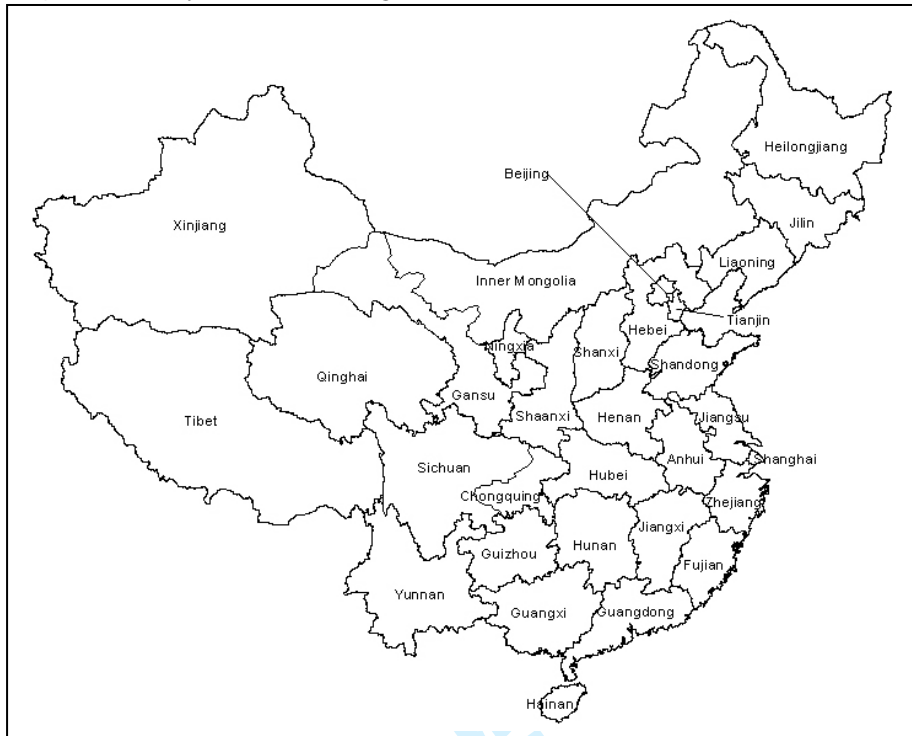 Heilongjiang
Beijing
Jilin
Xinjiang
Liaoning
Inner Mongolia
Tianjin
Hebei
Ningxia
Shanxi
Shandong
Qinghai
Gansu
Shaanxi
Henan
Jiangsu
Tibet
Anhui
Shanghai
Sichuan
Hubei
Chongquing
Zhejiang
Jiangxi
Guizhou
Hunan
Fujian
Yunnan
Guangxi
Guangdong
Hainan